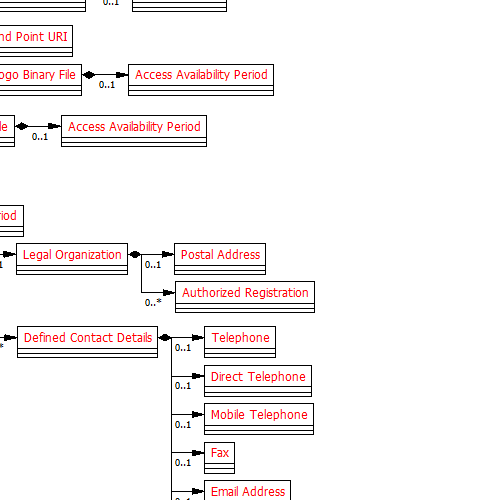 0..1
nd Point URI
ogo Binary File
Access Availability Period
0..1
le
Access Availability Period
0..1
riod
Legal Organization
Postal Address
1
0..1
Authorized Registration
0..*
Defined Contact Details
Telephone
*
0..1
Direct Telephone
0..1
Mobile Telephone
0..1
Fax
0..1
Email Address
0..1